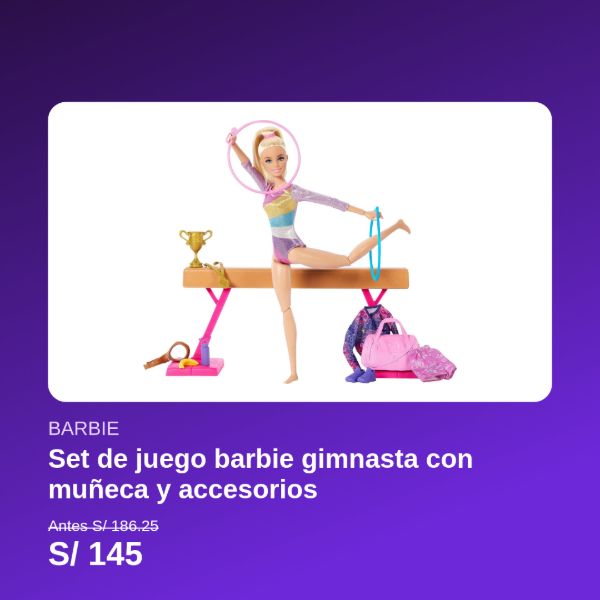 BARBIE
Set de juego barbie gimnasta con
muñeca y accesorios
Antes S/ 186.25
S/ 145